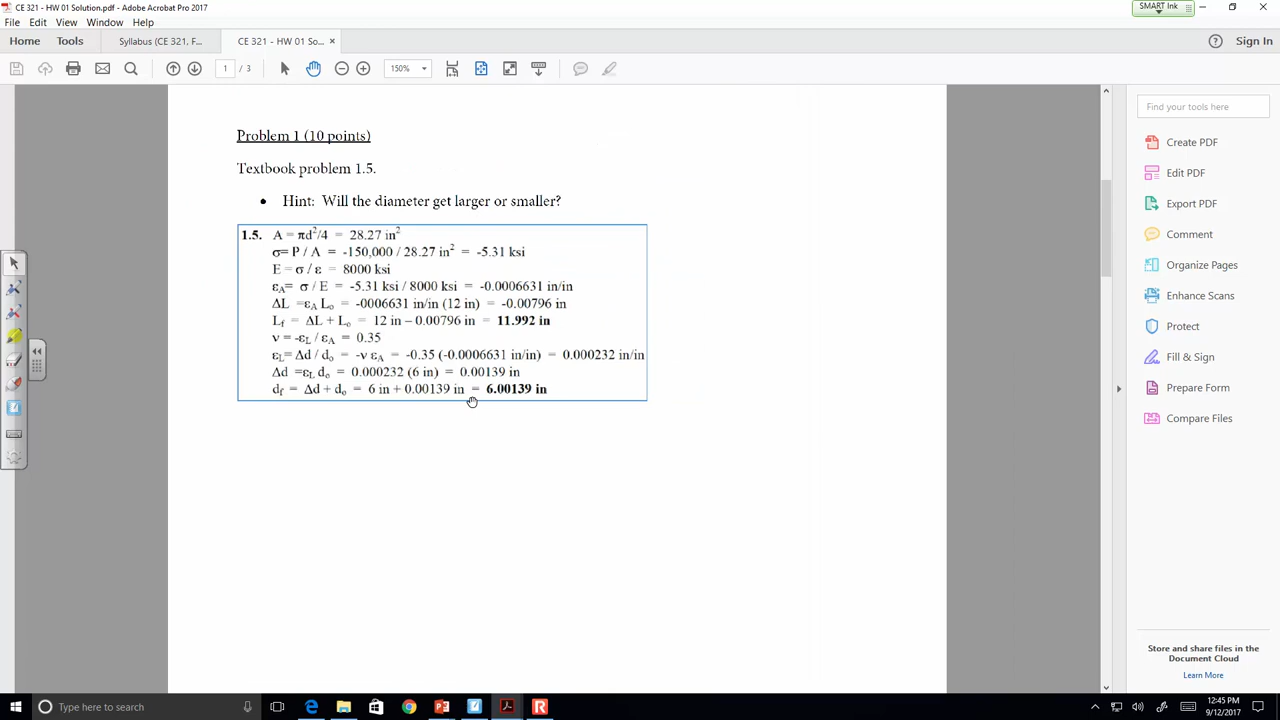 CE 321 - HW 01 Solution.pdf - Adobe Acrobat Pro 2017
SMART Ink
File Edit View Window Help
Home Tools Syllabus (CE 321, F... CE 321 - HW 01 So... × Sign In
1 / 3 150%
Problem 1 (10 points)
Textbook problem 1.5.
• Hint: Will the diameter get larger or smaller?
1.5. A = πd²/4 = 28.27 in²
σ= P / A = -150,000 / 28.27 in² = -5.31 ksi
E = σ / ε = 8000 ksi
εA= σ / E = -5.31 ksi / 8000 ksi = -0.0006631 in/in
ΔL =εA Lo = -0006631 in/in (12 in) = -0.00796 in
Lf = ΔL + Lo = 12 in – 0.00796 in = 11.992 in
ν = -εL / εA = 0.35
εL= Δd / do = -ν εA = -0.35 (-0.0006631 in/in) = 0.000232 in/in
Δd =εL do = 0.000232 (6 in) = 0.00139 in
df = Δd + do = 6 in + 0.00139 in = 6.00139 in
Find your tools here
Create PDF
Edit PDF
Export PDF
Comment
Organize Pages
Enhance Scans
Protect
Fill & Sign
Prepare Form
Compare Files
Store and share files in the
Document Cloud
Learn More
Type here to search
12:45 PM
9/12/2017